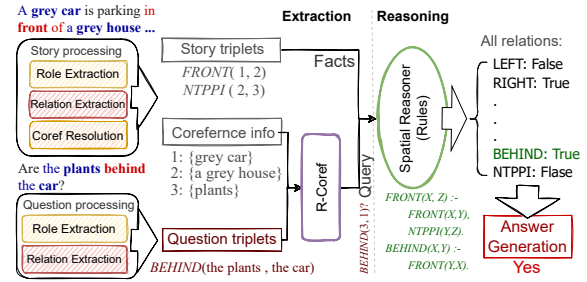 A grey car is parking in
front of a grey house ...
Story processing
Role Extraction
Relation Extraction
Coref Resolution
Are the plants behind
the car?
Question processing
Role Extraction
Relation Extraction
Extraction
Reasoning
Story triplets
FRONT( 1, 2)
NTPPI ( 2, 3)
Facts
Corefernce info
1: {grey car}
2: {a grey house}
3: {plants}
R-Coref
Question triplets
BEHIND(the plants , the car)
Query
BEHIND(3, 1)?
Spatial Reasoner
(Rules)
FRONT(X, Z) :-
FRONT(X,Y),
NTPPI(Y,Z).
BEHIND(X,Y) :-
FRONT(Y,X).
All relations:
LEFT: False
RIGHT: True
.
.
.
BEHIND: True
NTPPI: Flase
Answer
Generation
Yes